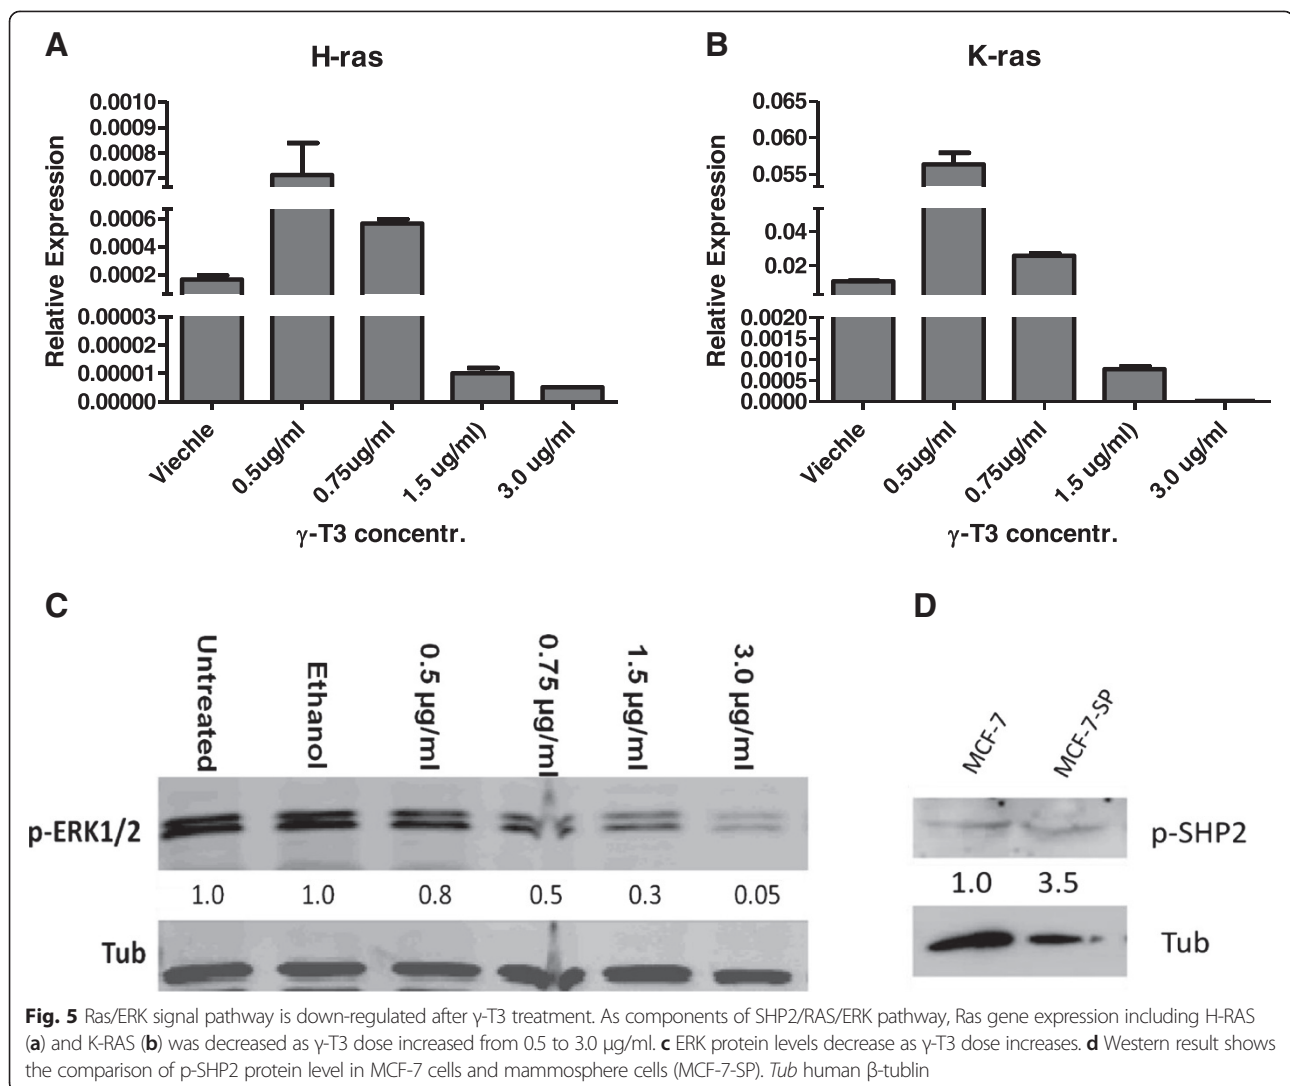 A
H-ras
Relative Expression
0.0010
0.0009
0.0008
0.0007
0.0006
0.0004
0.0002
0.00003
0.00002
0.00001
0.00000
Viechle
0.5ug/ml
0.75ug/ml
1.5 ug/ml)
3.0 ug/ml
γ-T3 concentr.
B
K-ras
Relative Expression
0.065
0.060
0.055
0.04
0.02
0.0020
0.0015
0.0010
0.0005
0.0000
Viechle
0.5ug/ml
0.75ug/ml
1.5 ug/ml)
3.0 ug/ml
γ-T3 concentr.
C
Untreated
Ethanol
0.5 µg/ml
0.75 µg/ml
1.5 µg/ml
3.0 µg/ml
p-ERK1/2
1.0 1.0 0.8 0.5 0.3 0.05
Tub
D
MCF-7
MCF-7-SP
p-SHP2
1.0 3.5
Tub
Fig. 5 Ras/ERK signal pathway is down-regulated after γ-T3 treatment. As components of SHP2/RAS/ERK pathway, Ras gene expression including H-RAS
(a) and K-RAS (b) was decreased as γ-T3 dose increased from 0.5 to 3.0 µg/ml. c ERK protein levels decrease as γ-T3 dose increases. d Western result shows
the comparison of p-SHP2 protein level in MCF-7 cells and mammosphere cells (MCF-7-SP). Tub human β-tublin